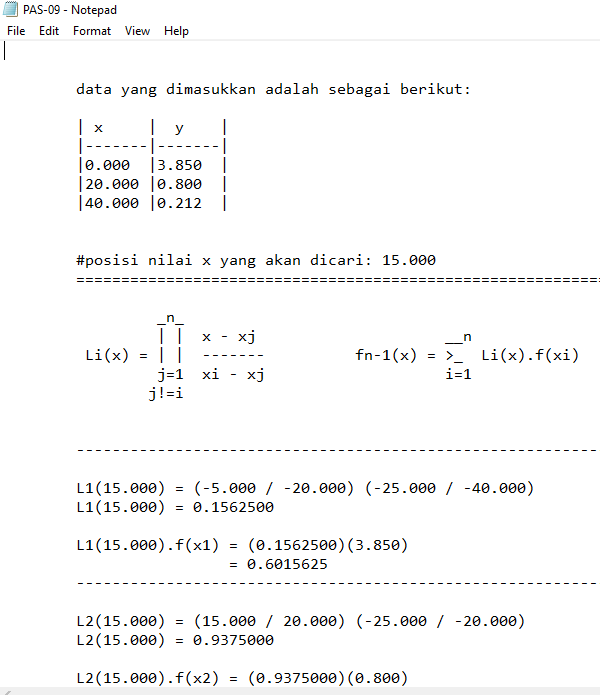 PAS-09 - Notepad
File Edit Format View Help
data yang dimasukkan adalah sebagai berikut:
| x | y |
|-------|-------|
|0.000 |3.850 |
|20.000 |0.800 |
|40.000 |0.212 |
#posisi nilai x yang akan dicari: 15.000
==========================================================
_n_
| | x - xj __n
Li(x) = | | ------- fn-1(x) = >_ Li(x).f(xi)
j=1 xi - xj i=1
j!=i
----------------------------------------------------------
L1(15.000) = (-5.000 / -20.000) (-25.000 / -40.000)
L1(15.000) = 0.1562500
L1(15.000).f(x1) = (0.1562500)(3.850)
= 0.6015625
----------------------------------------------------------
L2(15.000) = (15.000 / 20.000) (-25.000 / -20.000)
L2(15.000) = 0.9375000
L2(15.000).f(x2) = (0.9375000)(0.800)